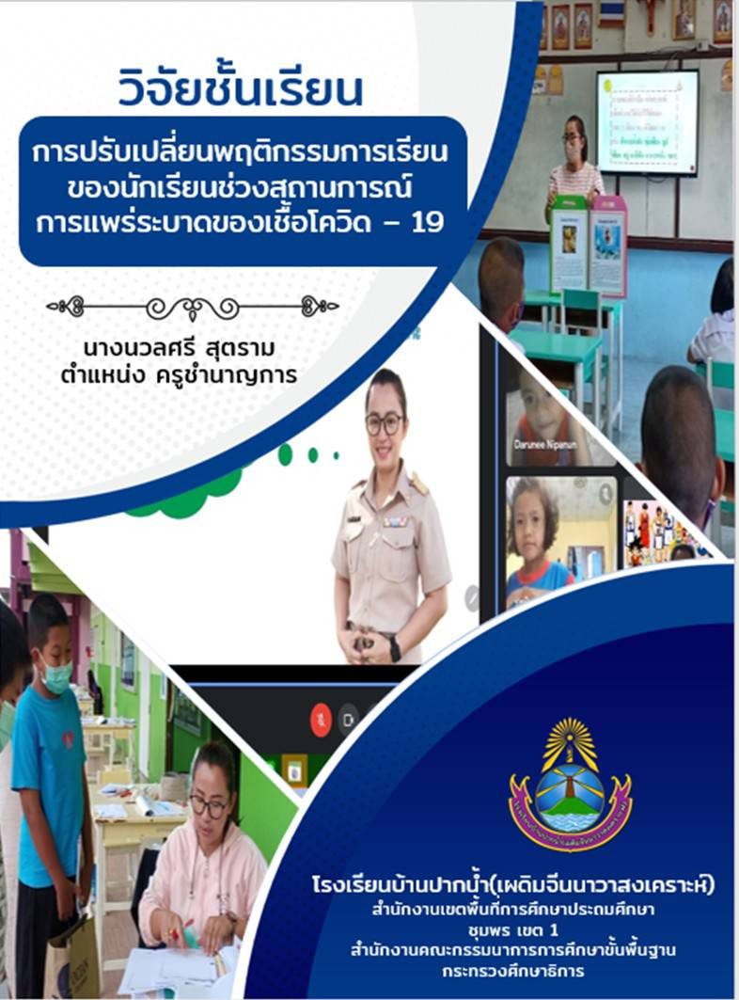 วิจัยชั้นเรียน
การปรับเปลี่ยนพฤติกรรมการเรียน
ของนักเรียนช่วงสถานการณ์
การแพร่ระบาดของเชื้อโควิด – 19
นางนวลศรี สุตราม
ตำแหน่ง ครูชำนาญการ
Darunee Nipanun
โรงเรียนบ้านปากน้ำ(เผดิมจีนนาวาสงเคราะห์)
สำนักงานเขตพื้นที่การศึกษาประถมศึกษา
ชุมพร เขต 1
สำนักงานคณะกรรมนาการการศึกษาขั้นพื้นฐาน
กระทรวงศึกษาธิการ